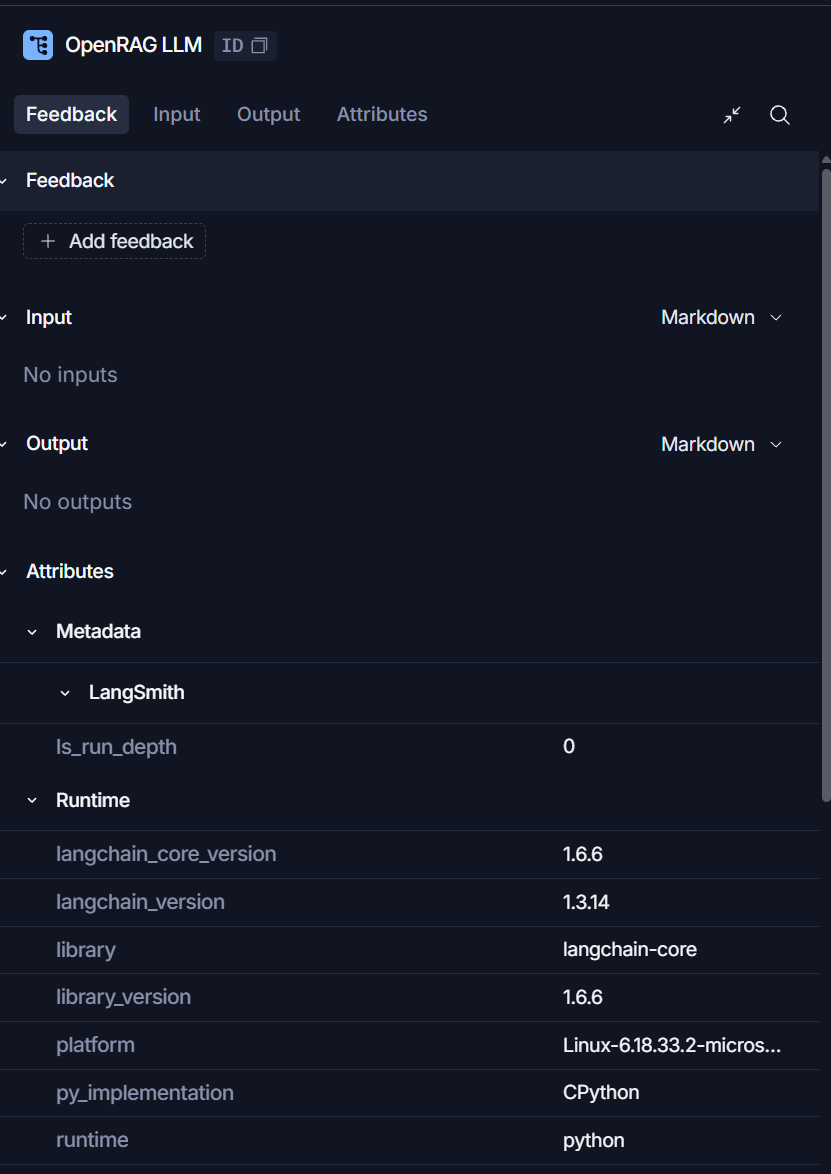 OpenRAG LLM ID
Feedback Input Output Attributes
Feedback
+ Add feedback
Input Markdown
No inputs
Output Markdown
No outputs
Attributes
Metadata
LangSmith
ls_run_depth 0
Runtime
langchain_core_version 1.6.6
langchain_version 1.3.14
library langchain-core
library_version 1.6.6
platform Linux-6.18.33.2-micros...
py_implementation CPython
runtime python